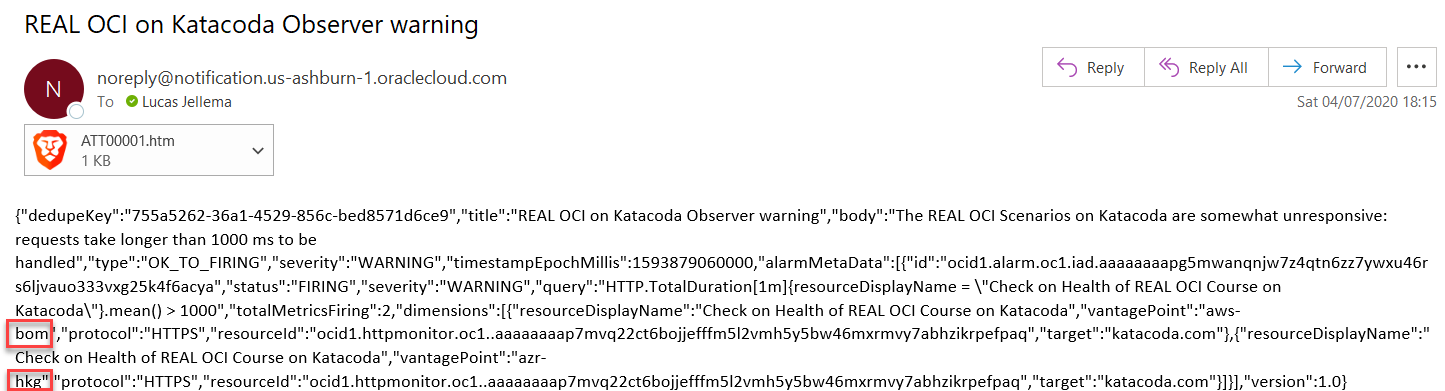 REAL OCI on Katacoda Observer warning
N
noreply@notification.us-ashburn-1.oraclecloud.com
To Lucas Jellema
Reply
Reply All
Forward
Sat 04/07/2020 18:15
ATT00001.htm
1 KB
{"dedupeKey":"755a5262-36a1-4529-856c-bed8571d6ce9","title":"REAL OCI on Katacoda Observer warning","body":"The REAL OCI Scenarios on Katacoda are somewhat unresponsive:
requests take longer than 1000 ms to be
handled","type":"OK_TO_FIRING","severity":"WARNING","timestampEpochMillis":1593879060000,"alarmMetaData":[{"id":"ocid1.alarm.oc1.iad.aaaaaaaapg5mwanqnjw7z4qtn6zz7ywxu46r
s6ljvauo333vxg25k4f6acya","status":"FIRING","severity":"WARNING","query":"HTTP.TotalDuration[1m]{resourceDisplayName = \"Check on Health of REAL OCI Course on
Katacoda\"}.mean() > 1000","totalMetricsFiring":2,"dimensions":[{"resourceDisplayName":"Check on Health of REAL OCI Course on Katacoda","vantagePoint":"aws-
bom","protocol":"HTTPS","resourceId":"ocid1.httpmonitor.oc1..aaaaaaaap7mvq22ct6bojjefffm5l2vmh5y5bw46mxrmvy7abhzikrpefpaq","target":"katacoda.com"},{"resourceDisplayName":"
Check on Health of REAL OCI Course on Katacoda","vantagePoint":"azr-
hkg","protocol":"HTTPS","resourceId":"ocid1.httpmonitor.oc1..aaaaaaaap7mvq22ct6bojjefffm5l2vmh5y5bw46mxrmvy7abhzikrpefpaq","target":"katacoda.com"}]}],"version":1.0}